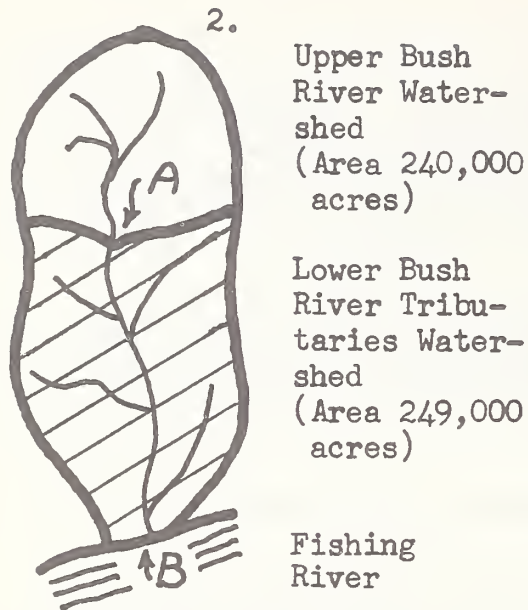 2.
Upper Bush
River Water-
shed
(Area 240,000
acres)
A
Lower Bush
River Tribu-
taries Water-
shed
(Area 249,000
acres)
Fishing
River
B